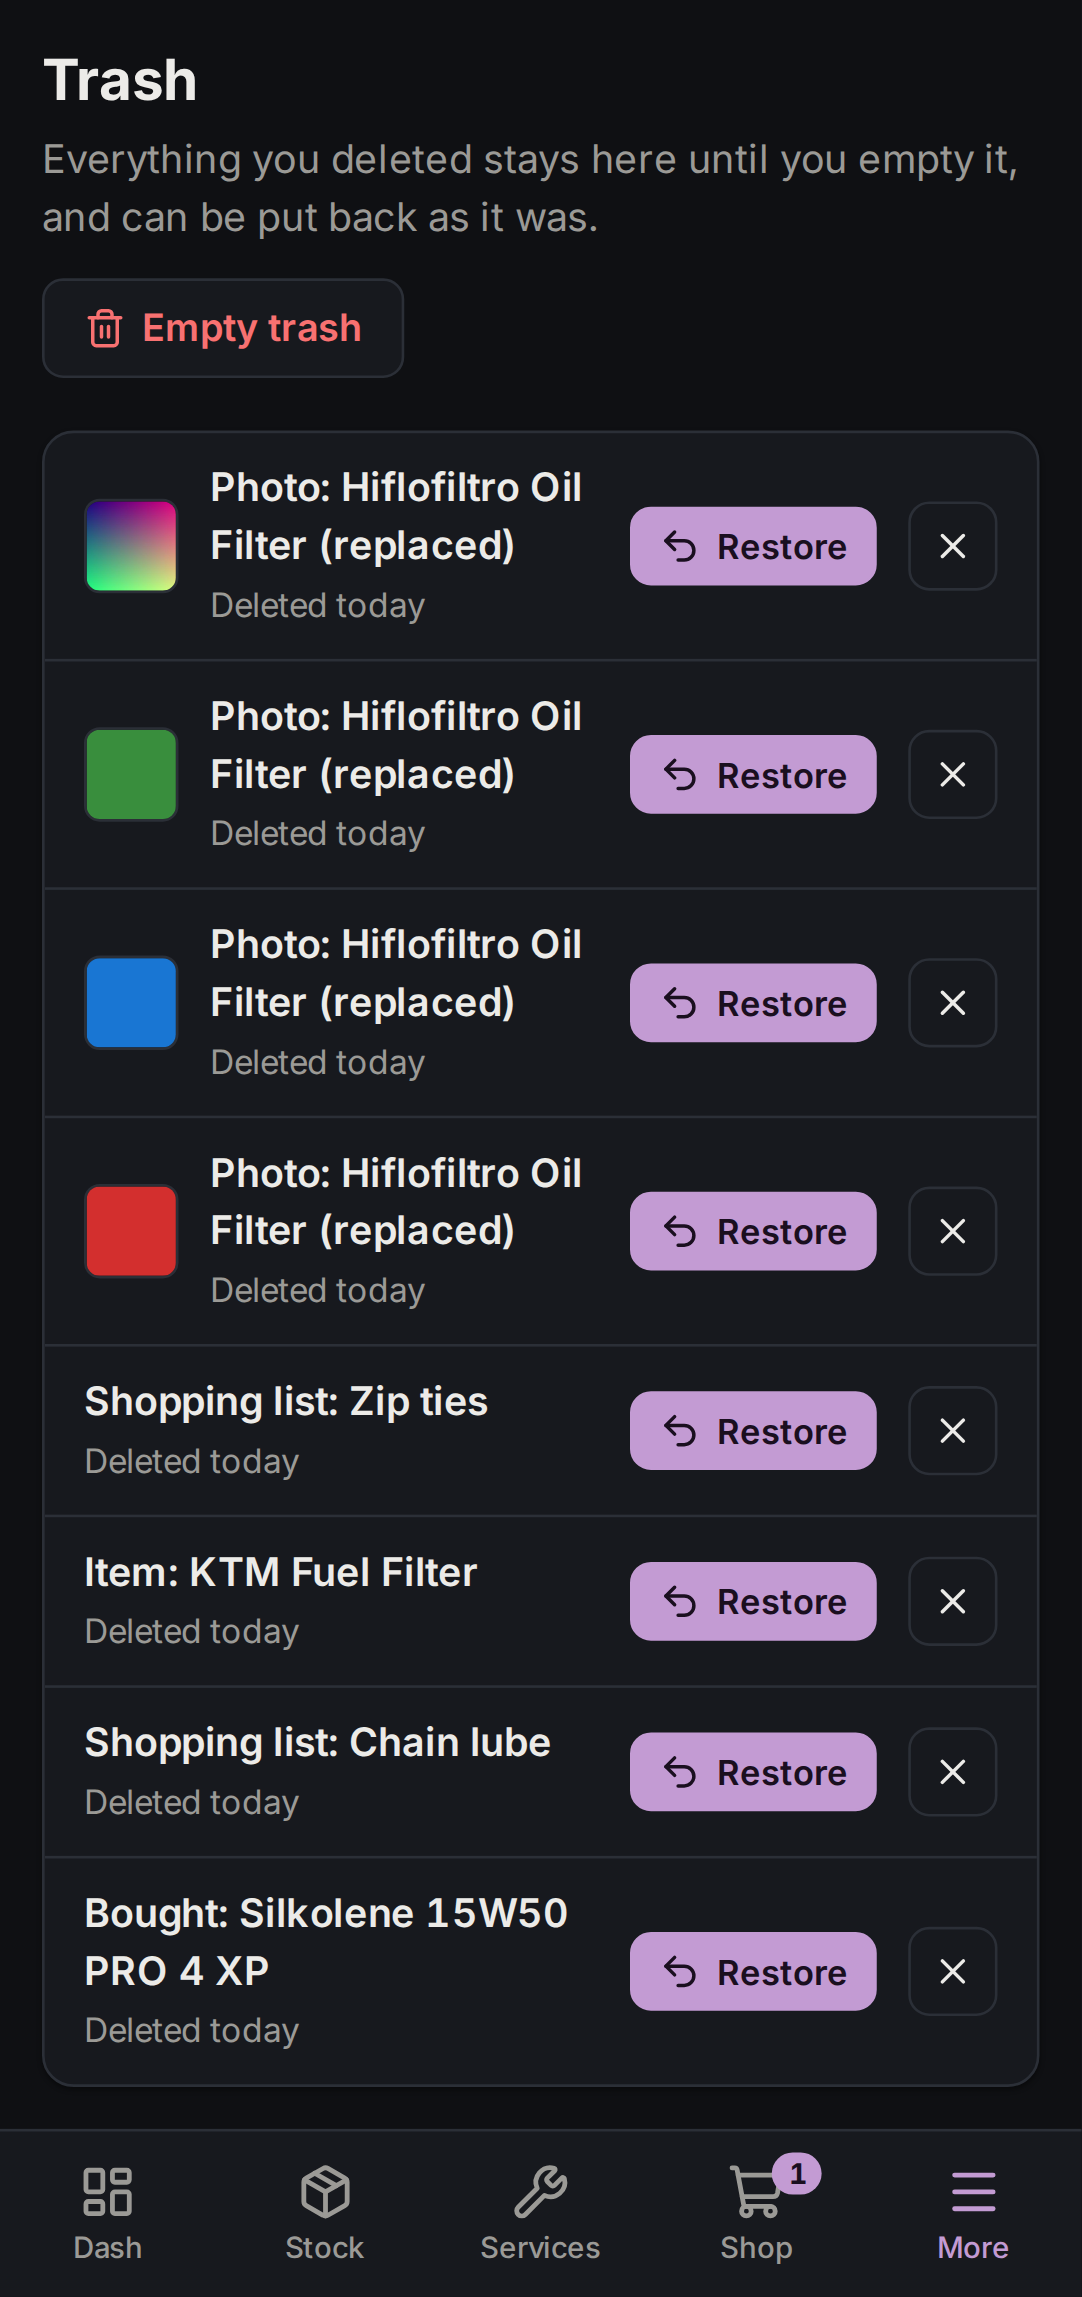 Trash
Everything you deleted stays here until you empty it,
and can be put back as it was.
Empty trash
Photo: Hiflofiltro Oil
Filter (replaced)
Deleted today
Restore
Photo: Hiflofiltro Oil
Filter (replaced)
Deleted today
Restore
Photo: Hiflofiltro Oil
Filter (replaced)
Deleted today
Restore
Photo: Hiflofiltro Oil
Filter (replaced)
Deleted today
Restore
Shopping list: Zip ties
Deleted today
Restore
Item: KTM Fuel Filter
Deleted today
Restore
Shopping list: Chain lube
Deleted today
Restore
Bought: Silkolene 15W50
PRO 4 XP
Deleted today
Restore
1
Dash
Stock
Services
Shop
More